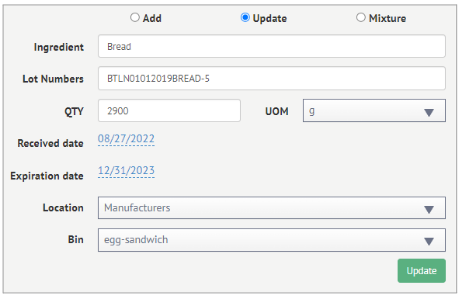 Add Update Mixture
Ingredient Bread
Lot Numbers BTLN01012019BREAD-5
QTY 2900 UOM g
Received date 08/27/2022
Expiration date 12/31/2023
Location Manufacturers
Bin egg-sandwich
Update